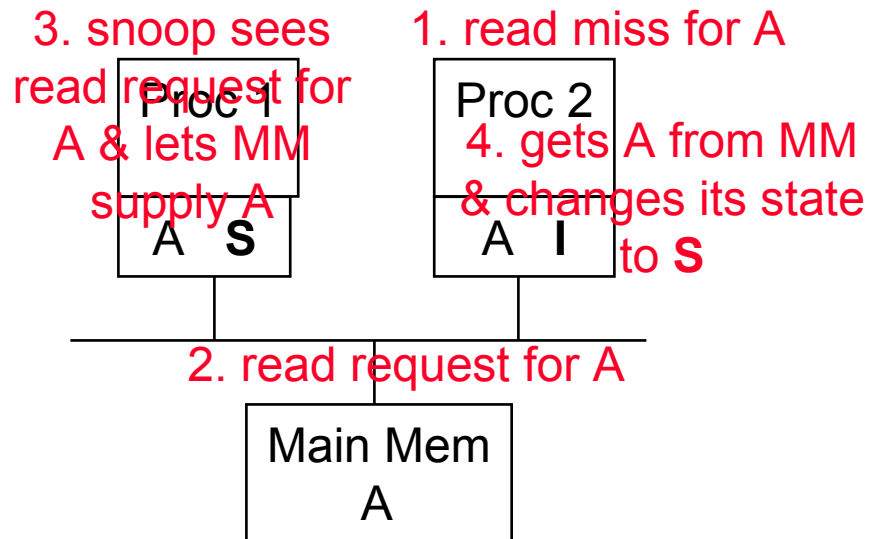 3. snoop sees
read request for
A & lets MM
supply A
1. read miss for A
Proc 1
Proc 2
4. gets A from MM
& changes its state
to S
A S
A I
2. read request for A
Main Mem
A